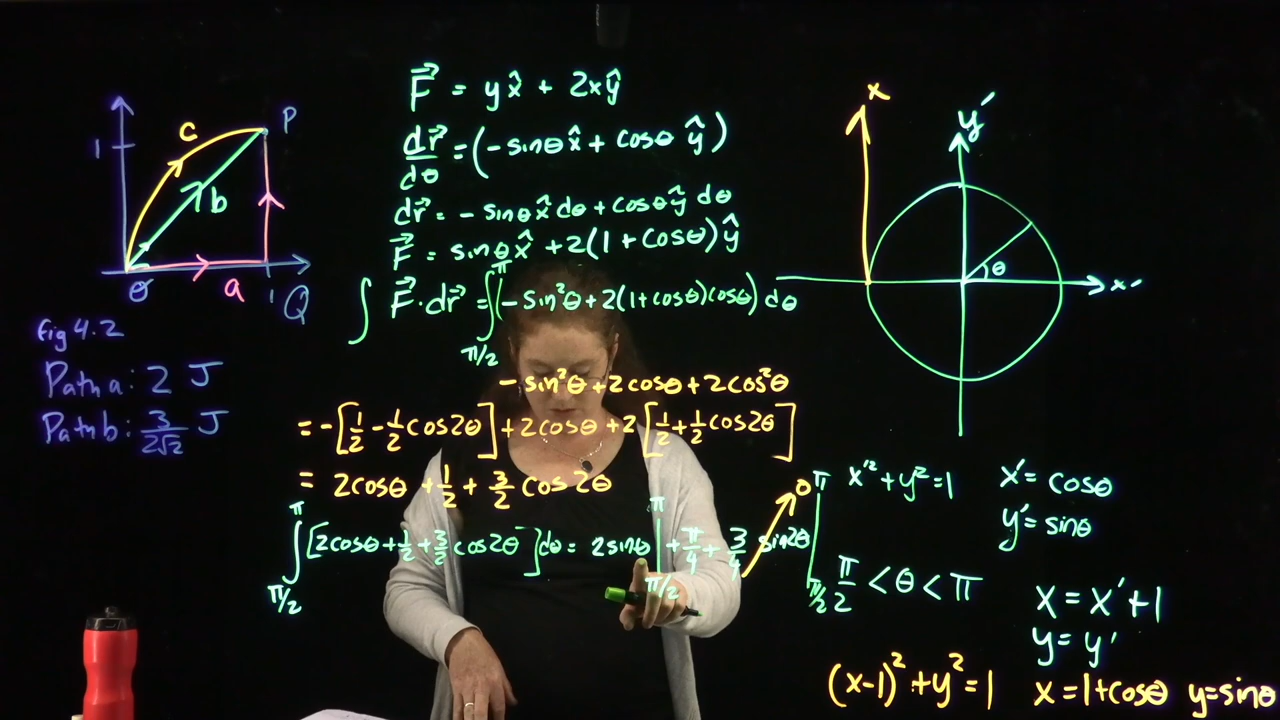 c
P
1
b
O
a
1
Q
Fig 4.2
Path a: 2 J
Path b: 3/(2√2) J
F⃗ = y x̂ + 2x ŷ
dr⃗/dθ = (-sinθ x̂ + cosθ ŷ)
dr⃗ = -sinθ x̂ dθ + cosθ ŷ dθ
F⃗ = sinθ x̂ + 2(1 + cosθ) ŷ
∫ F⃗ · dr⃗ = ∫_{π/2}^{π} (-sin²θ + 2(1+cosθ)cosθ) dθ
-sin²θ + 2cosθ + 2cos²θ
= -[1/2 - 1/2 cos2θ] + 2cosθ + 2[1/2 + 1/2 cos2θ]
= 2cosθ + 1/2 + 3/2 cos2θ
∫_{π/2}^{π} [2cosθ + 1/2 + 3/2 cos2θ] dθ = 2sinθ |_{π/2}^{π} + π/4 + 3/4 sin2θ |_{π/2}^{π}
0
x
y'
θ
x'
x'² + y² = 1
x' = cosθ
y' = sinθ
π/2 < θ < π
x = x' + 1
y = y'
(x-1)² + y² = 1
x = 1 + cosθ y = sinθ